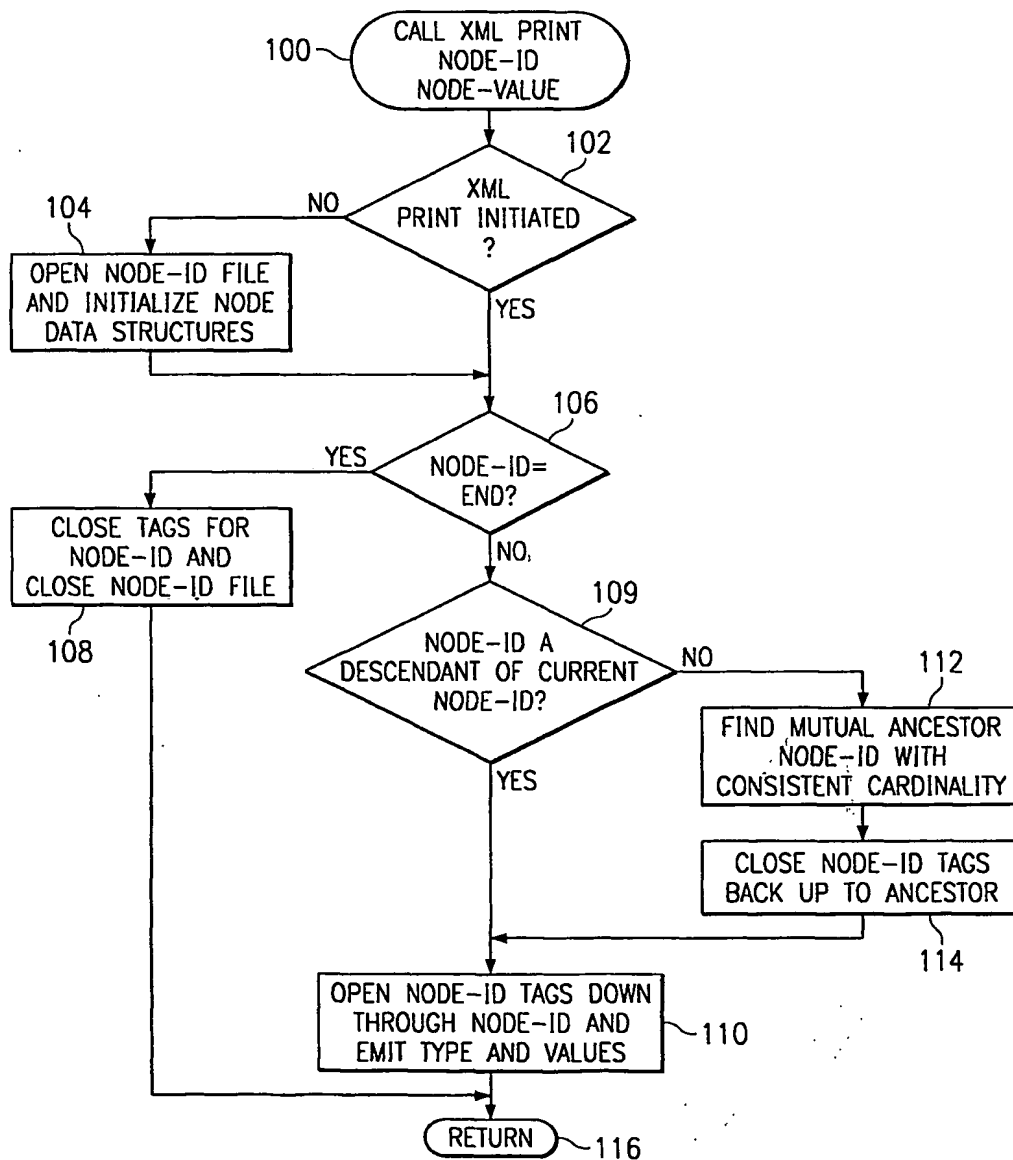 CALL XML PRINT
NODE-ID
NODE-VALUE
100
102
XML
PRINT INITIATED
?
NO
YES
104
OPEN NODE-ID FILE
AND INITIALIZE NODE
DATA STRUCTURES
106
NODE-ID=
END?
YES
NO
CLOSE TAGS FOR
NODE-ID AND
CLOSE NODE-ID FILE
108
109
NODE-ID A
DESCENDANT OF CURRENT
NODE-ID?
NO
YES
112
FIND MUTUAL ANCESTOR
NODE-ID WITH
CONSISTENT CARDINALITY
CLOSE NODE-ID TAGS
BACK UP TO ANCESTOR
114
OPEN NODE-ID TAGS DOWN
THROUGH NODE-ID AND
EMIT TYPE AND VALUES
110
RETURN
116